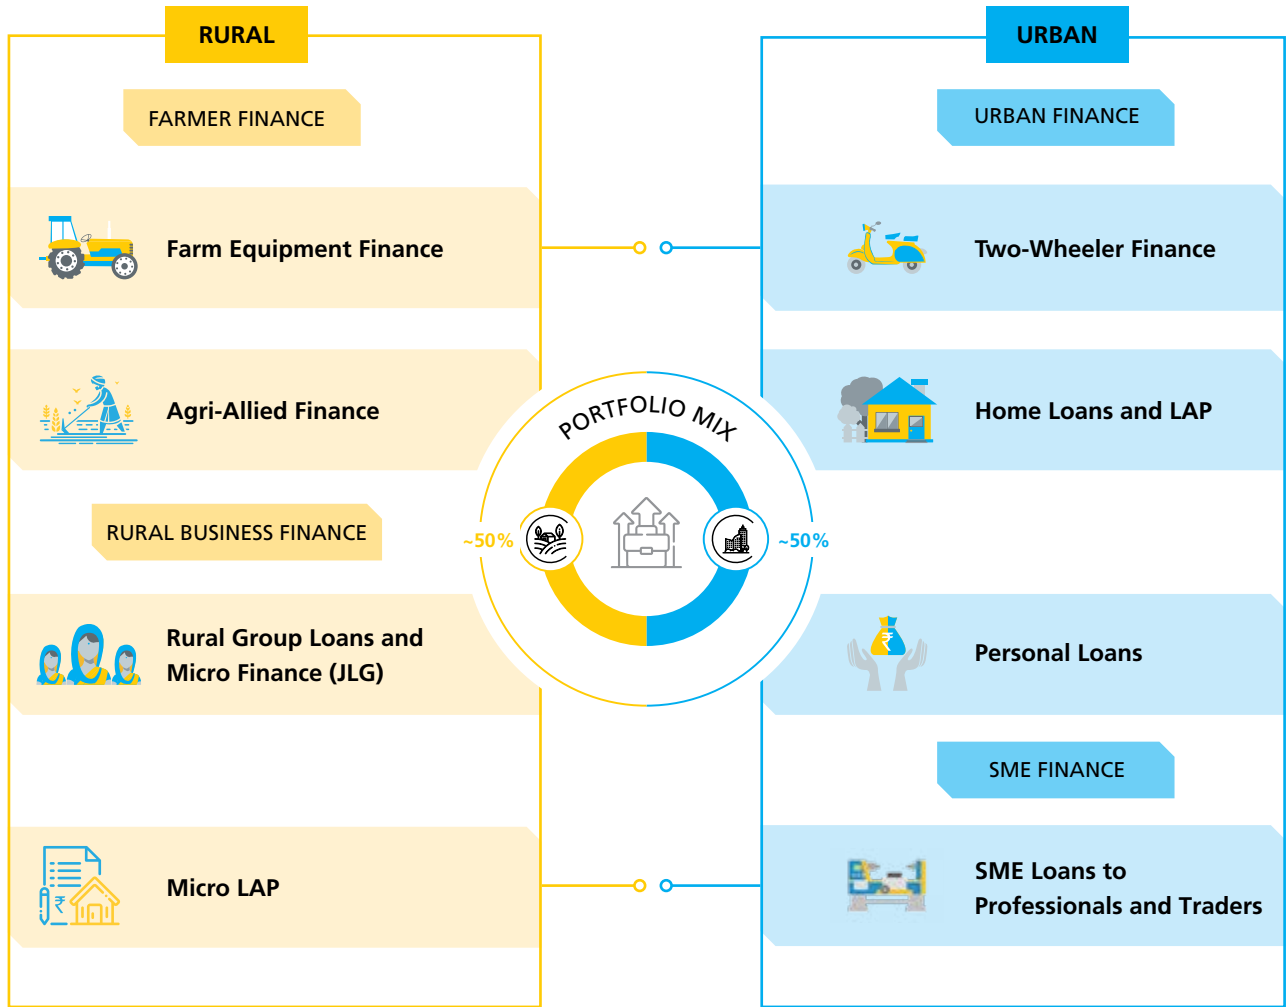 RURAL
FARMER FINANCE
Farm Equipment Finance
Agri-Allied Finance
RURAL BUSINESS FINANCE
Rural Group Loans and
Micro Finance (JLG)
₹
Micro LAP
PORTFOLIO MIX
~50%
~50%
URBAN
URBAN FINANCE
Two-Wheeler Finance
Home Loans and LAP
₹
Personal Loans
SME FINANCE
SME Loans to
Professionals and Traders